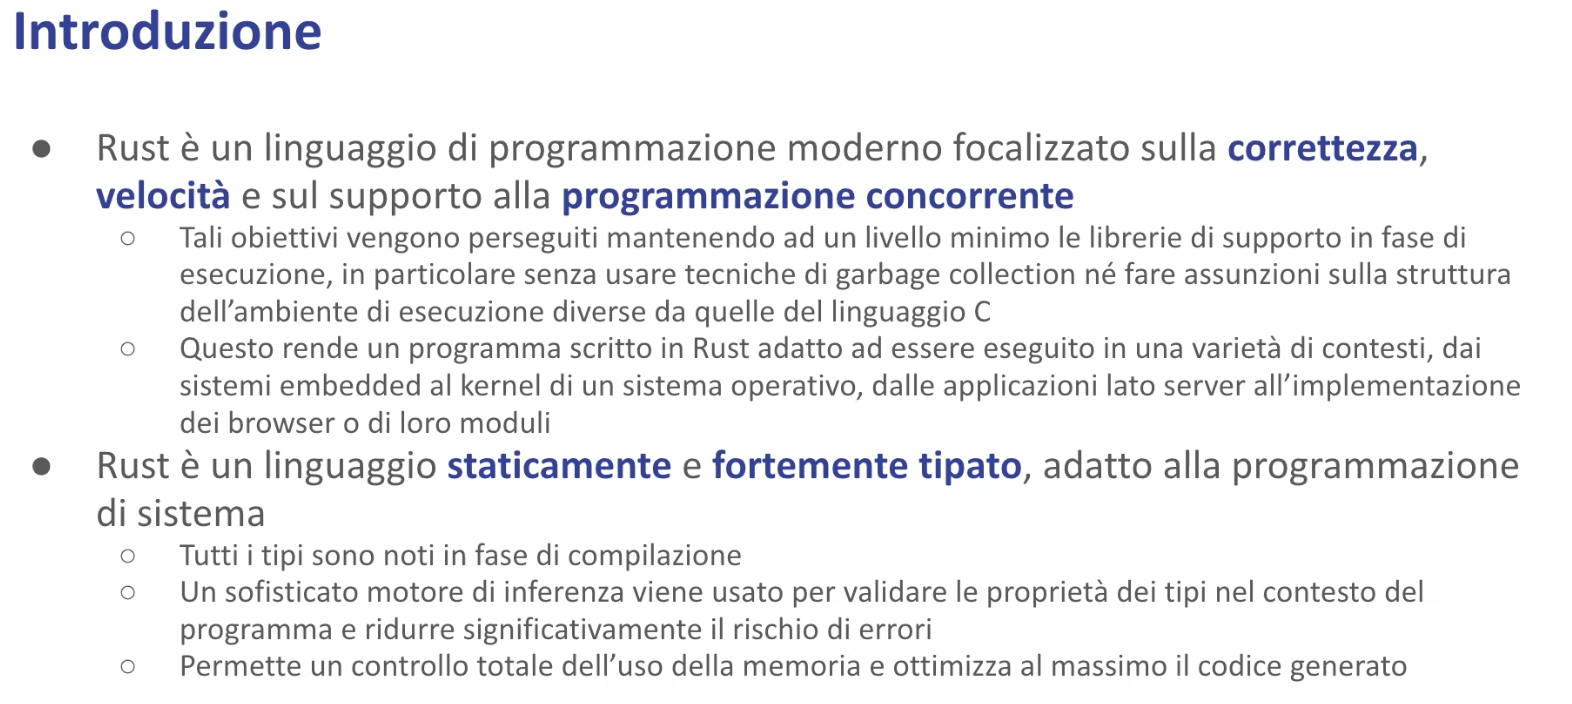 Introduzione
● Rust è un linguaggio di programmazione moderno focalizzato sulla correttezza,
velocità e sul supporto alla programmazione concorrente
○ Tali obiettivi vengono perseguiti mantenendo ad un livello minimo le librerie di supporto in fase di
esecuzione, in particolare senza usare tecniche di garbage collection né fare assunzioni sulla struttura
dell’ambiente di esecuzione diverse da quelle del linguaggio C
○ Questo rende un programma scritto in Rust adatto ad essere eseguito in una varietà di contesti, dai
sistemi embedded al kernel di un sistema operativo, dalle applicazioni lato server all’implementazione
dei browser o di loro moduli
● Rust è un linguaggio staticamente e fortemente tipato, adatto alla programmazione
di sistema
○ Tutti i tipi sono noti in fase di compilazione
○ Un sofisticato motore di inferenza viene usato per validare le proprietà dei tipi nel contesto del
programma e ridurre significativamente il rischio di errori
○ Permette un controllo totale dell’uso della memoria e ottimizza al massimo il codice generato